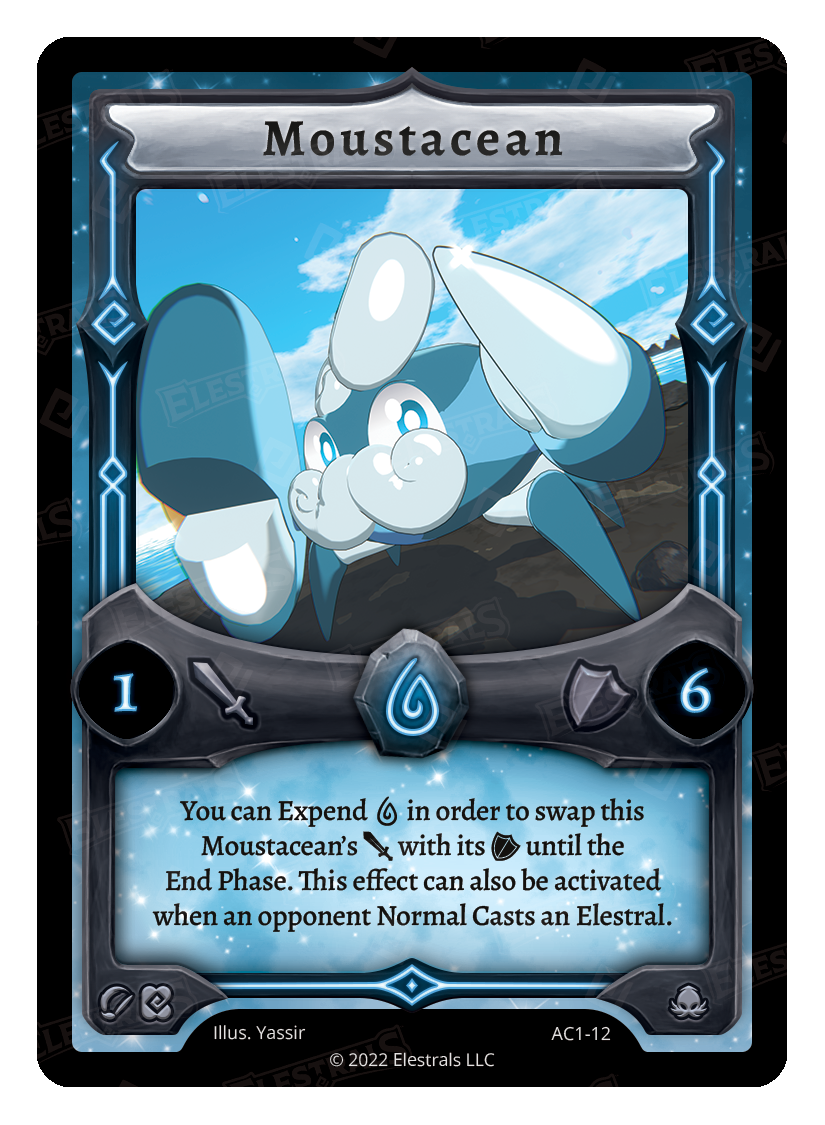 Moustacean
1
6
You can Expend in order to swap this
Moustacean's with its until the
End Phase. This effect can also be activated
when an opponent Normal Casts an Elestral.
Illus. Yassir
AC1-12
© 2022 Elestrals LLC
ELESTRALS